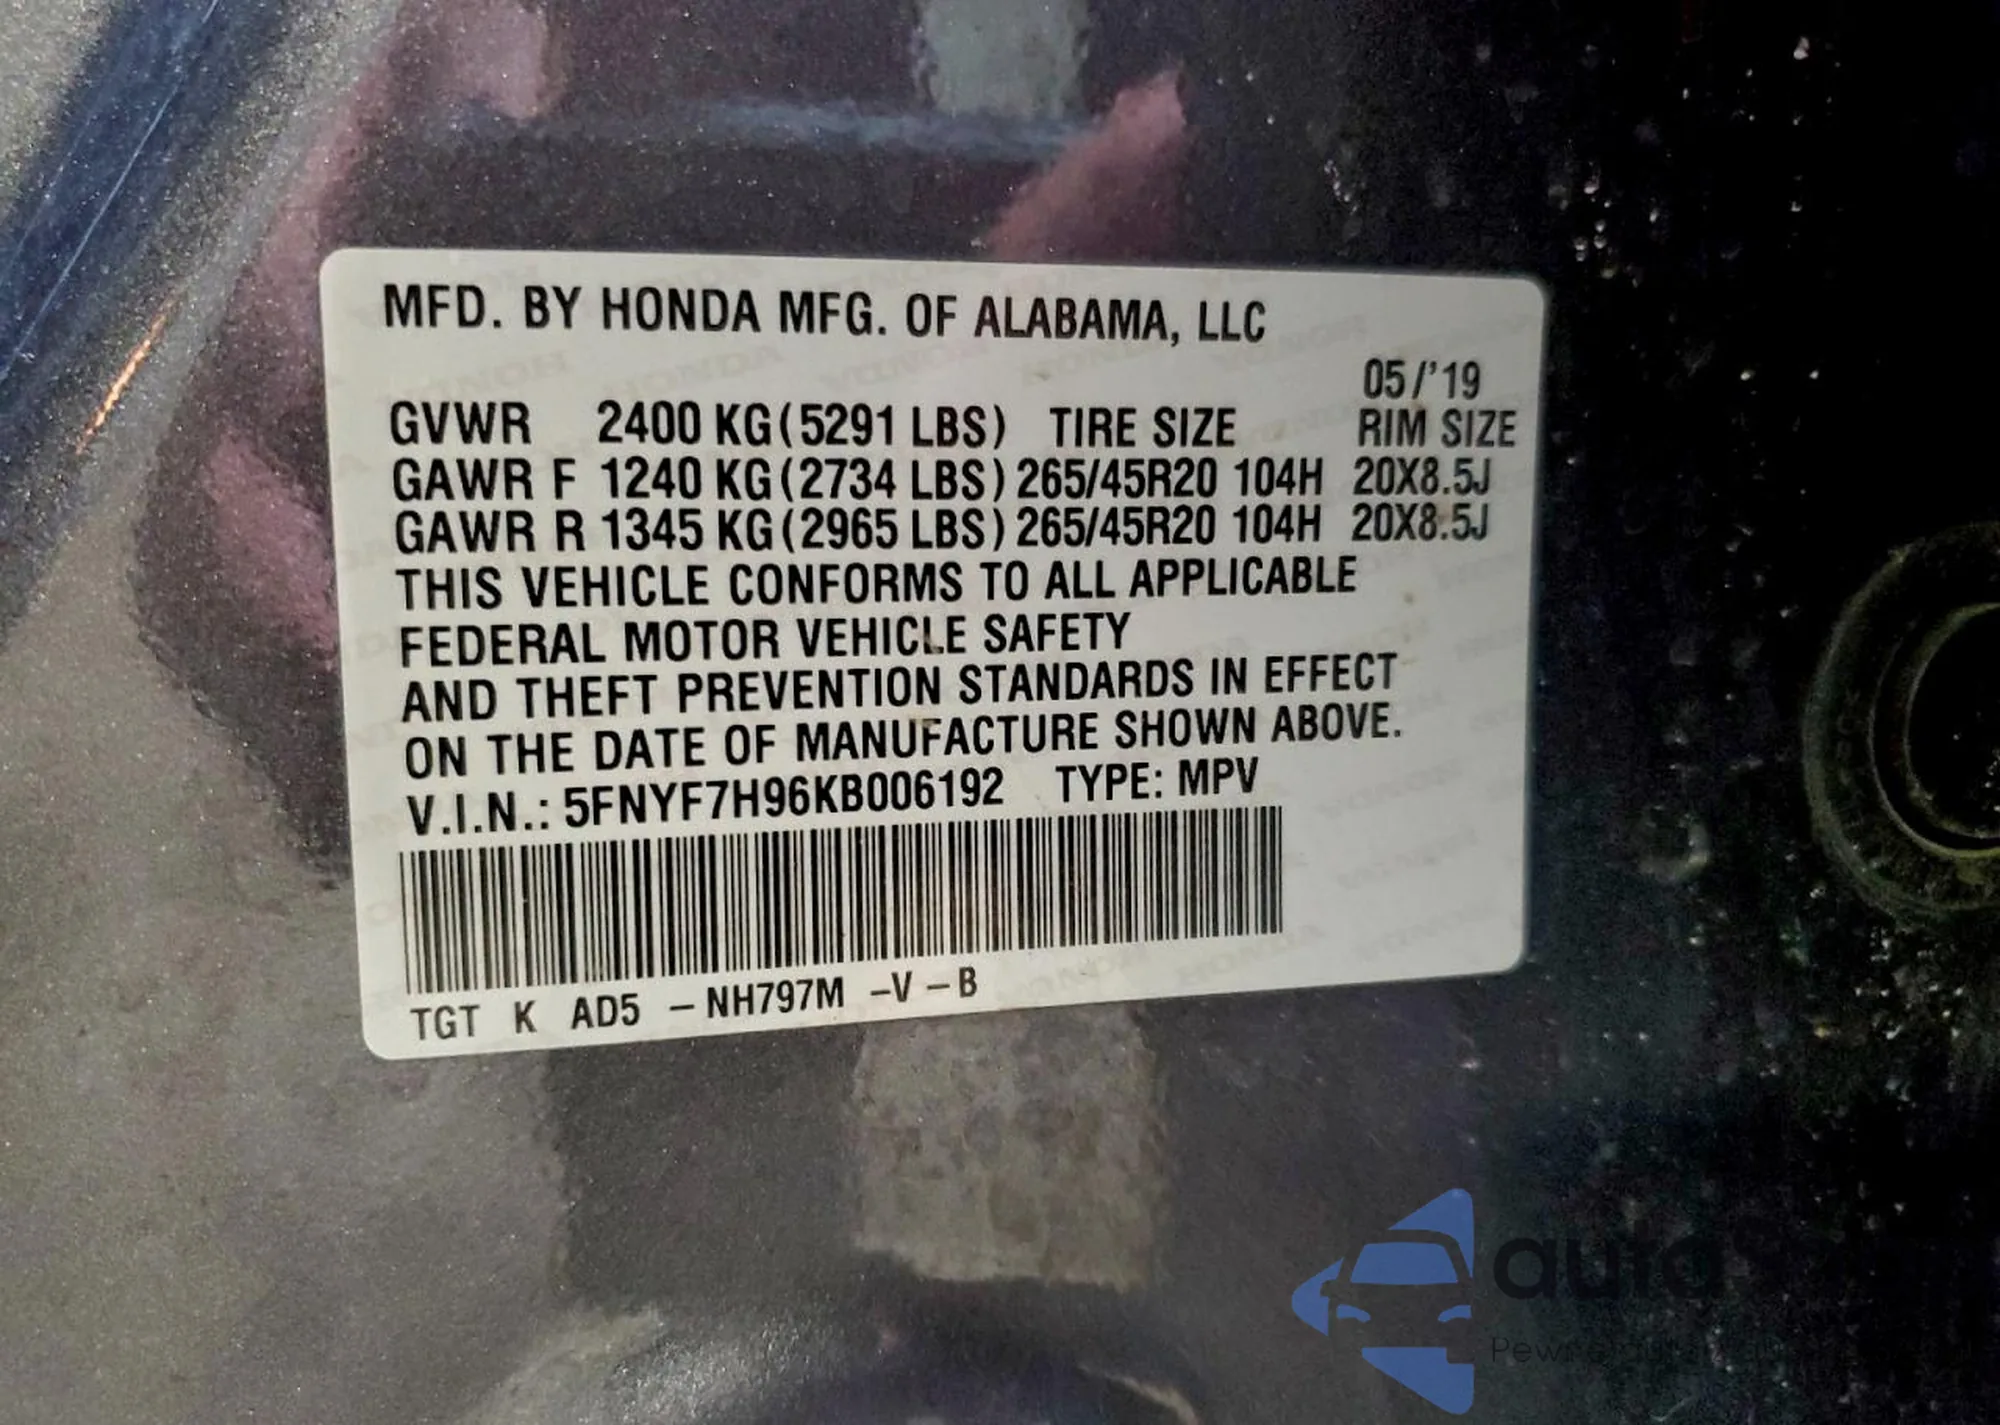 MFD. BY HONDA MFG. OF ALABAMA, LLC
05/'19
GVWR 2400 KG (5291 LBS) TIRE SIZE RIM SIZE
GAWR F 1240 KG (2734 LBS) 265/45R20 104H 20X8.5J
GAWR R 1345 KG (2965 LBS) 265/45R20 104H 20X8.5J
THIS VEHICLE CONFORMS TO ALL APPLICABLE
FEDERAL MOTOR VEHICLE SAFETY
AND THEFT PREVENTION STANDARDS IN EFFECT
ON THE DATE OF MANUFACTURE SHOWN ABOVE.
V.I.N.: 5FNYF7H96KB006192 TYPE: MPV
TGT K AD5 -NH797M -V-B